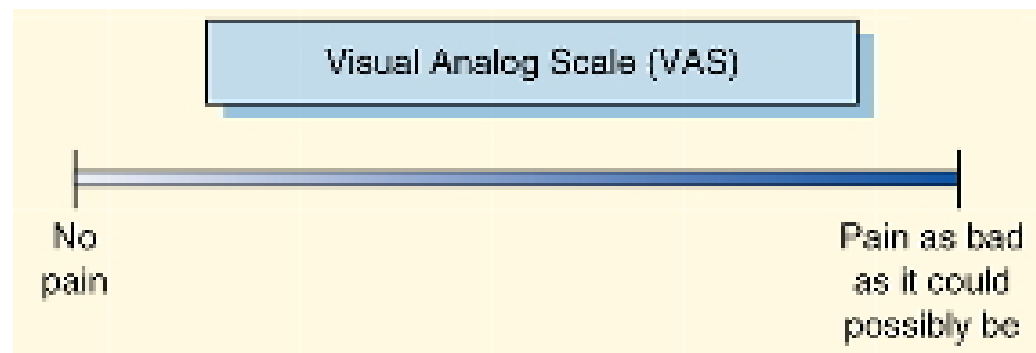 Visual Analog Scale (VAS)
No
pain
Pain as bad
as it could
possibly be